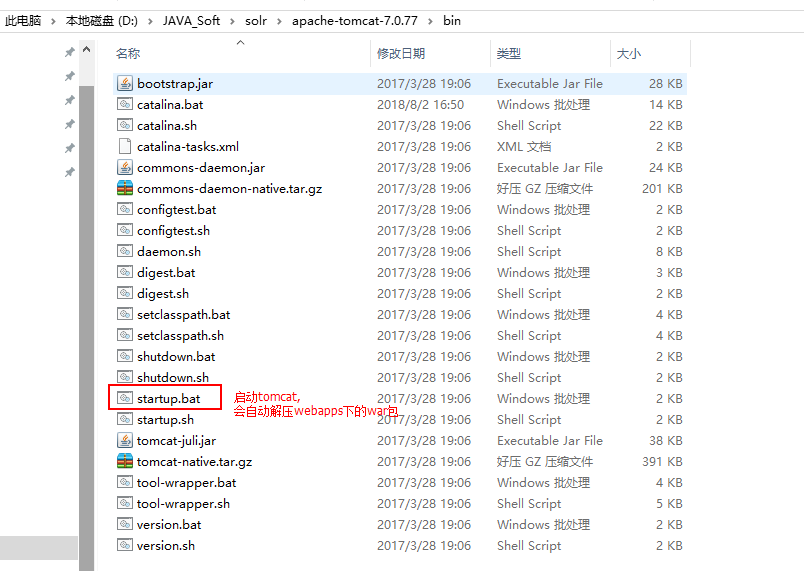 此电脑 > 本地磁盘 (D:) > JAVA_Soft > solr > apache-tomcat-7.0.77 > bin
名称 修改日期 类型 大小
bootstrap.jar 2017/3/28 19:06 Executable Jar File 28 KB
catalina.bat 2018/8/2 16:50 Windows 批处理 14 KB
catalina.sh 2017/3/28 19:06 Shell Script 22 KB
catalina-tasks.xml 2017/3/28 19:06 XML 文档 2 KB
commons-daemon.jar 2017/3/28 19:06 Executable Jar File 24 KB
commons-daemon-native.tar.gz 2017/3/28 19:06 好压 GZ 压缩文件 201 KB
configtest.bat 2017/3/28 19:06 Windows 批处理 2 KB
configtest.sh 2017/3/28 19:06 Shell Script 2 KB
daemon.sh 2017/3/28 19:06 Shell Script 8 KB
digest.bat 2017/3/28 19:06 Windows 批处理 3 KB
digest.sh 2017/3/28 19:06 Shell Script 2 KB
setclasspath.bat 2017/3/28 19:06 Windows 批处理 4 KB
setclasspath.sh 2017/3/28 19:06 Shell Script 4 KB
shutdown.bat 2017/3/28 19:06 Windows 批处理 2 KB
shutdown.sh 2017/3/28 19:06 Shell Script 2 KB
startup.bat 2017/3/28 19:06 Windows 批处理 2 KB
启动tomcat,
会自动解压webapps下的war包
startup.sh 2017/3/28 19:06 Shell Script 2 KB
tomcat-juli.jar 2017/3/28 19:06 Executable Jar File 38 KB
tomcat-native.tar.gz 2017/3/28 19:06 好压 GZ 压缩文件 391 KB
tool-wrapper.bat 2017/3/28 19:06 Windows 批处理 4 KB
tool-wrapper.sh 2017/3/28 19:06 Shell Script 5 KB
version.bat 2017/3/28 19:06 Windows 批处理 2 KB
version.sh 2017/3/28 19:06 Shell Script 2 KB